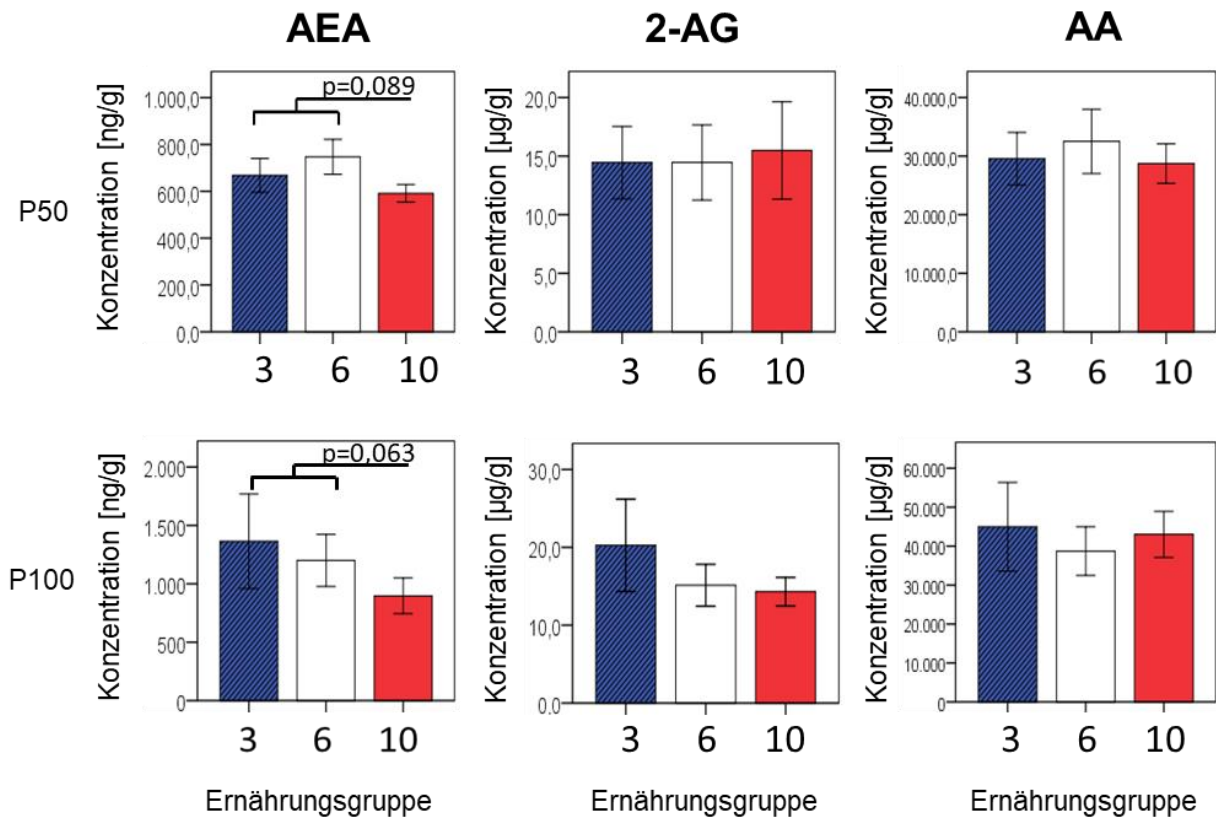 AEA
2-AG
AA
P50
Konzentration [ng/g]
1.000,0
800,0
600,0
400,0
200,0
0,0
p=0,089
3 6 10
Konzentration [µg/g]
20,0
15,0
10,0
5,0
0,0
3 6 10
Konzentration [µg/g]
40.000,0
30.000,0
20.000,0
10.000,0
0,0
3 6 10
P100
Konzentration [ng/g]
2.000
1.500
1.000
500
0
p=0,063
3 6 10
Ernährungsgruppe
Konzentration [µg/g]
30,0
20,0
10,0
0,0
3 6 10
Ernährungsgruppe
Konzentration [µg/g]
60.000
50.000
40.000
30.000
20.000
10.000
0
3 6 10
Ernährungsgruppe